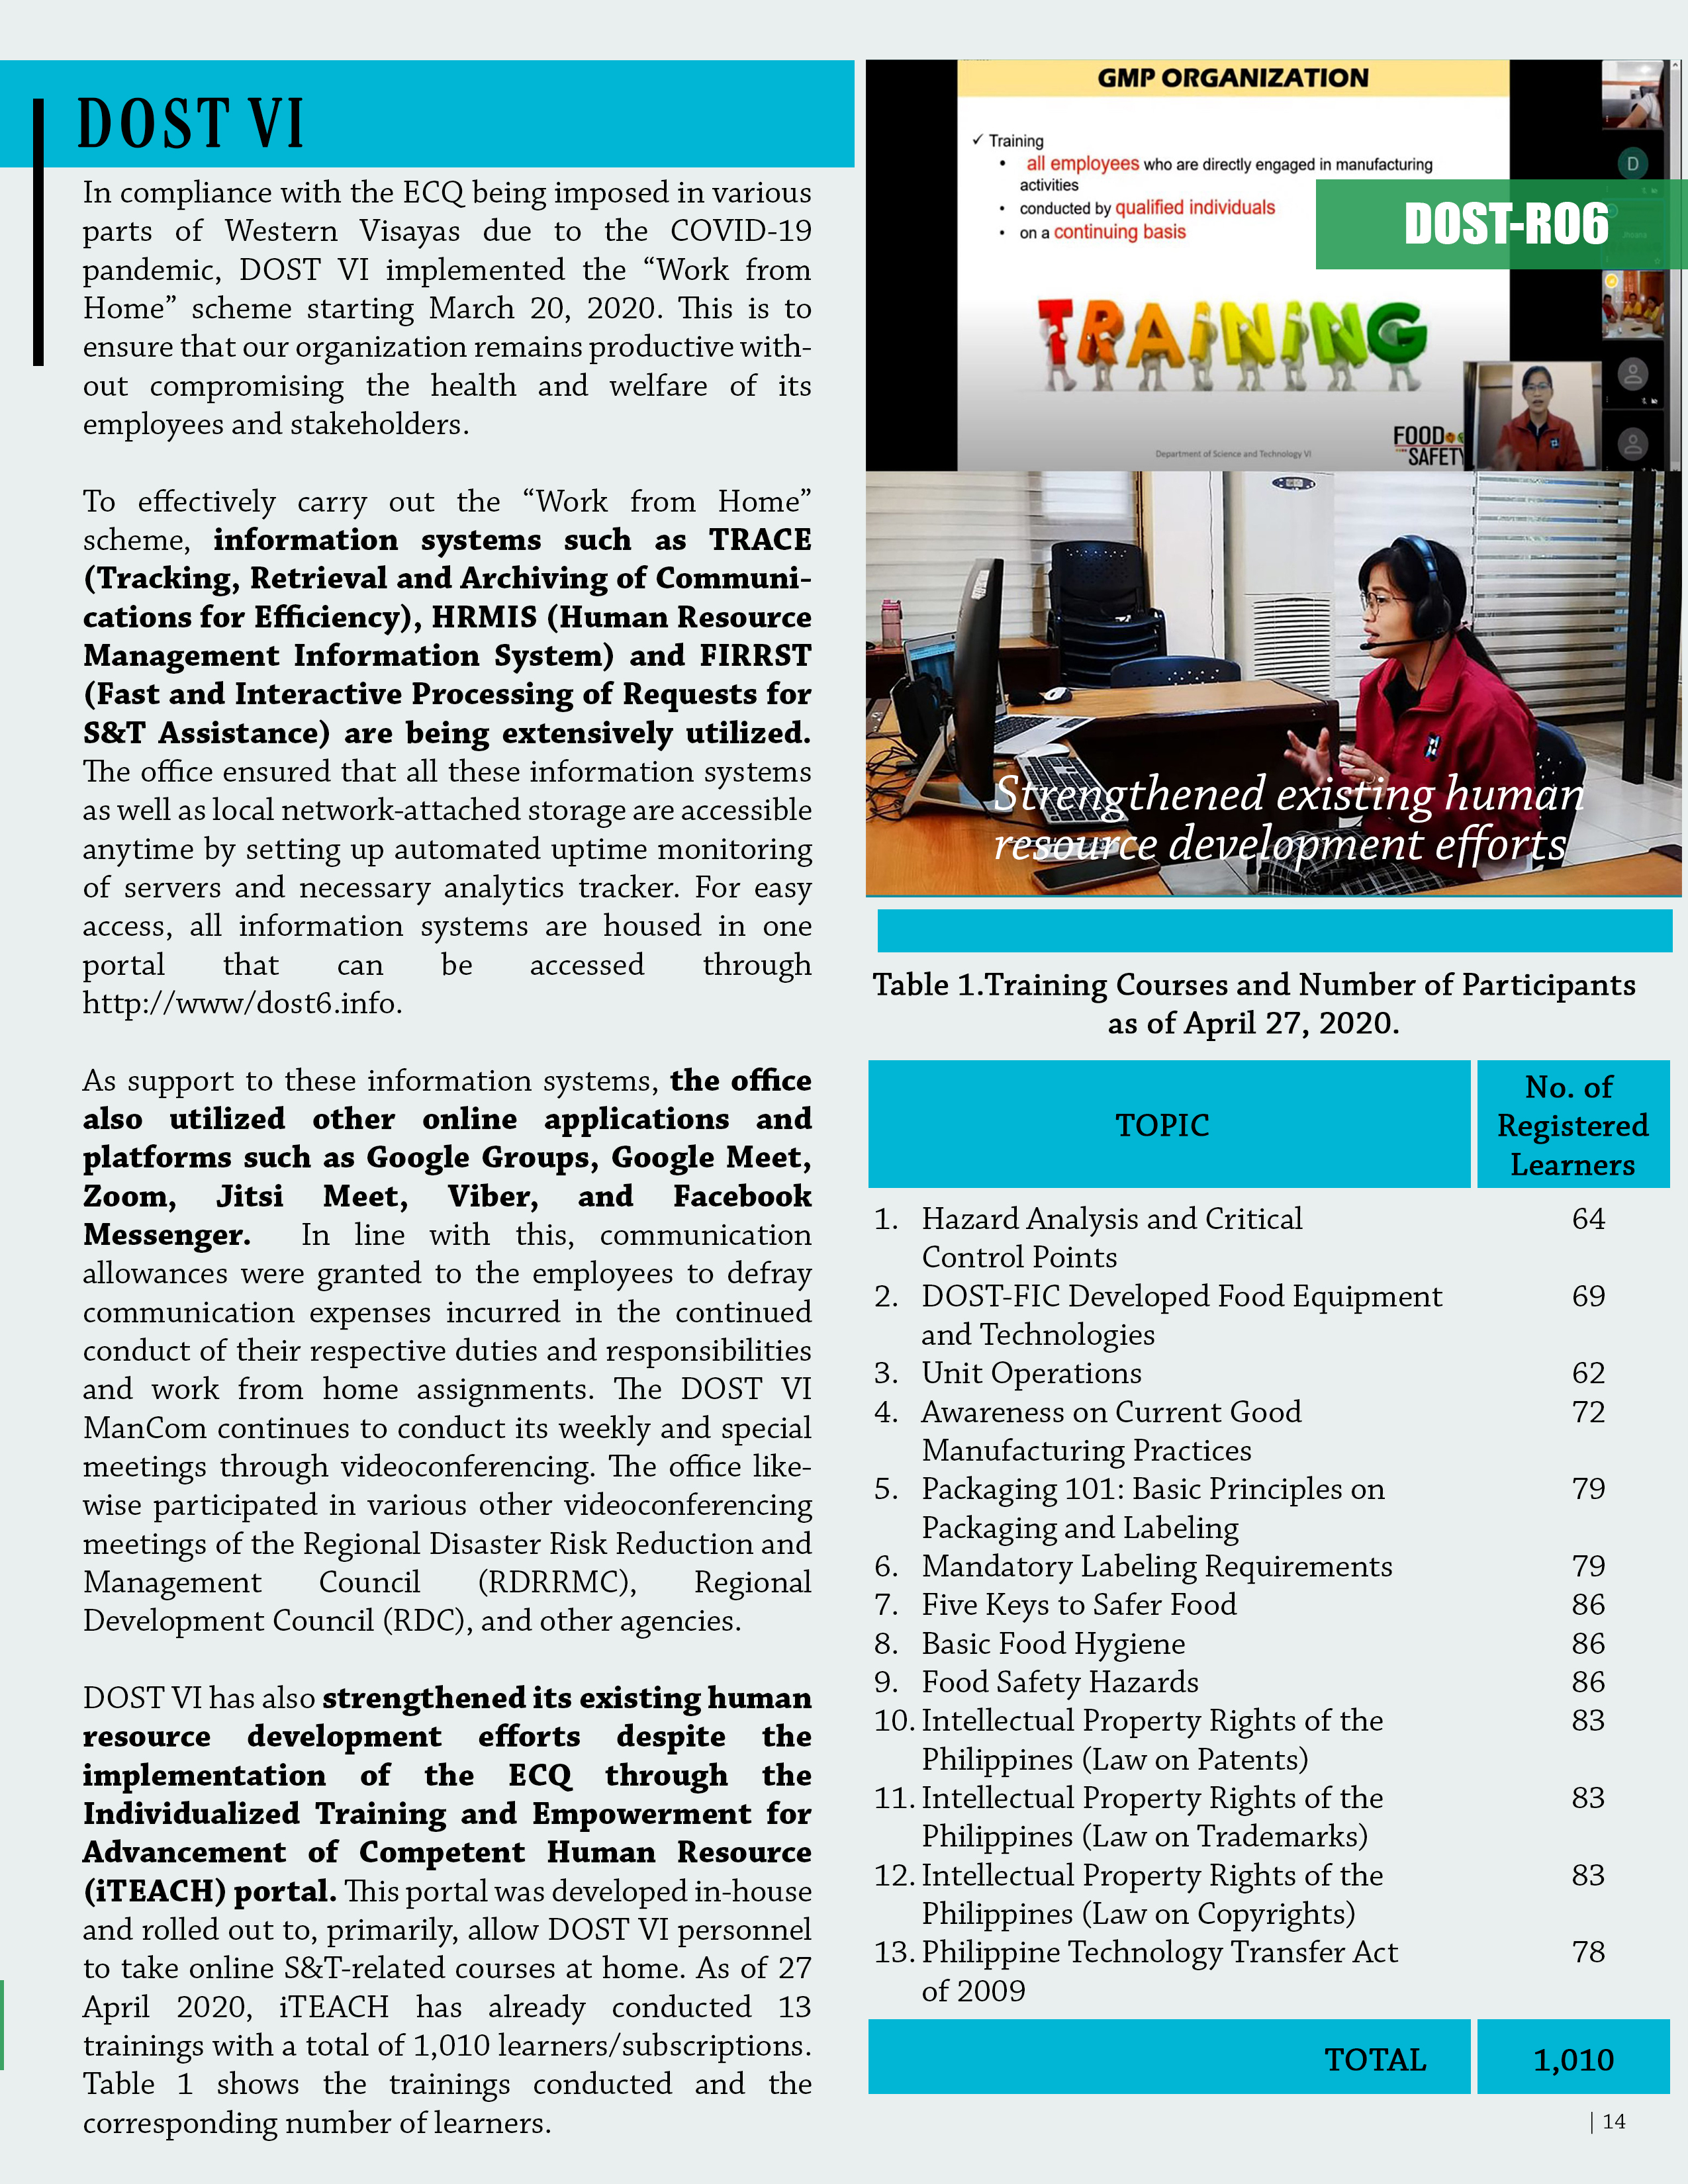 DOST VI
In compliance with the ECQ being imposed in various
parts of Western Visayas due to the COVID-19
pandemic, DOST VI implemented the “Work from
Home” scheme starting March 20, 2020. This is to
ensure that our organization remains productive with-
out compromising the health and welfare of its
employees and stakeholders.
To effectively carry out the “Work from Home”
scheme, information systems such as TRACE
(Tracking, Retrieval and Archiving of Communi-
cations for Efficiency), HRMIS (Human Resource
Management Information System) and FIRRST
(Fast and Interactive Processing of Requests for
S&T Assistance) are being extensively utilized.
The office ensured that all these information systems
as well as local network-attached storage are accessible
anytime by setting up automated uptime monitoring
of servers and necessary analytics tracker. For easy
access, all information systems are housed in one
portal that can be accessed through
http://www/dost6.info.
As support to these information systems, the office
also utilized other online applications and
platforms such as Google Groups, Google Meet,
Zoom, Jitsi Meet, Viber, and Facebook
Messenger. In line with this, communication
allowances were granted to the employees to defray
communication expenses incurred in the continued
conduct of their respective duties and responsibilities
and work from home assignments. The DOST VI
ManCom continues to conduct its weekly and special
meetings through videoconferencing. The office like-
wise participated in various other videoconferencing
meetings of the Regional Disaster Risk Reduction and
Management Council (RDRRMC), Regional
Development Council (RDC), and other agencies.
DOST VI has also strengthened its existing human
resource development efforts despite the
implementation of the ECQ through the
Individualized Training and Empowerment for
Advancement of Competent Human Resource
(iTEACH) portal. This portal was developed in-house
and rolled out to, primarily, allow DOST VI personnel
to take online S&T-related courses at home. As of 27
April 2020, iTEACH has already conducted 13
trainings with a total of 1,010 learners/subscriptions.
Table 1 shows the trainings conducted and the
corresponding number of learners.
GMP ORGANIZATION
✓ Training
• all employees who are directly engaged in manufacturing
activities
• conducted by qualified individuals
• on a continuing basis
D
DOST-R06
TRAINING
FOOD
SAFETY
Department of Science and Technology VI
Strengthened existing human
resource development efforts
Table 1.Training Courses and Number of Participants
as of April 27, 2020.
TOPIC
No. of
Registered
Learners
1. Hazard Analysis and Critical 64
Control Points
2. DOST-FIC Developed Food Equipment 69
and Technologies
3. Unit Operations 62
4. Awareness on Current Good 72
Manufacturing Practices
5. Packaging 101: Basic Principles on 79
Packaging and Labeling
6. Mandatory Labeling Requirements 79
7. Five Keys to Safer Food 86
8. Basic Food Hygiene 86
9. Food Safety Hazards 86
10. Intellectual Property Rights of the 83
Philippines (Law on Patents)
11. Intellectual Property Rights of the 83
Philippines (Law on Trademarks)
12. Intellectual Property Rights of the 83
Philippines (Law on Copyrights)
13. Philippine Technology Transfer Act 78
of 2009
TOTAL 1,010
| 14